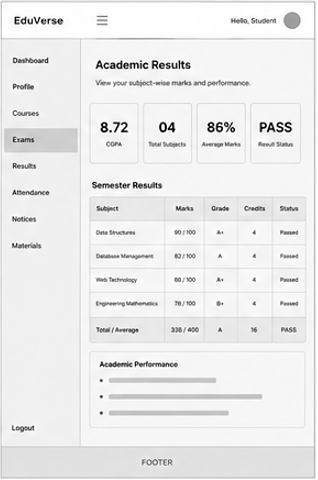 EduVerse
Hello, Student
Dashboard
Profile
Courses
Exams
Results
Attendance
Notices
Materials
Logout
Academic Results
View your subject-wise marks and performance.
8.72 04 86% PASS
CGPA Total Subjects Average Marks Result Status
Semester Results
Subject Marks Grade Credits Status
Data Structures 90 / 100 A+ 4 Passed
Database Management 82 / 100 A 4 Passed
Web Technology 88 / 100 A+ 4 Passed
Engineering Mathematics 78 / 100 B+ 4 Passed
Total / Average 338 / 400 A 16 PASS
Academic Performance
FOOTER